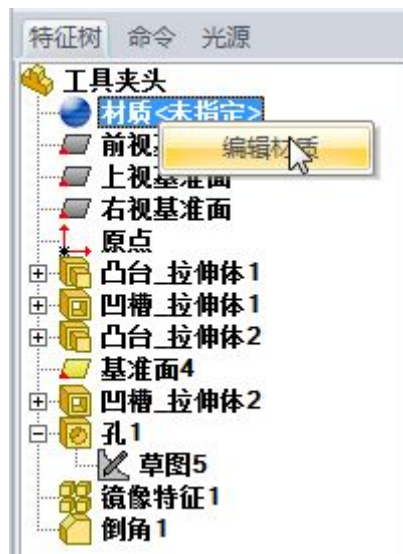 特征树 命令 光源
工具夹头
材质<未指定>
编辑材质
前视
上视基准面
右视基准面
原点
凸台_拉伸体1
凹槽_拉伸体1
凸台_拉伸体2
基准面4
凹槽_拉伸体2
孔1
草图5
镜像特征1
倒角1